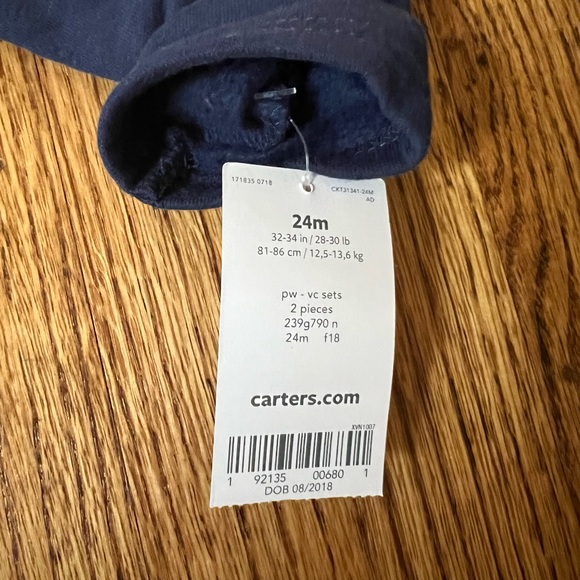 171835 0718
CKT31341-24M
AD
24m
32-34 in / 28-30 lb
81-86 cm / 12,5-13,6 kg
pw - vc sets
2 pieces
239g790 n
24m f18
carters.com
XVN1007
1 92135 00680 1
DOB 08/2018